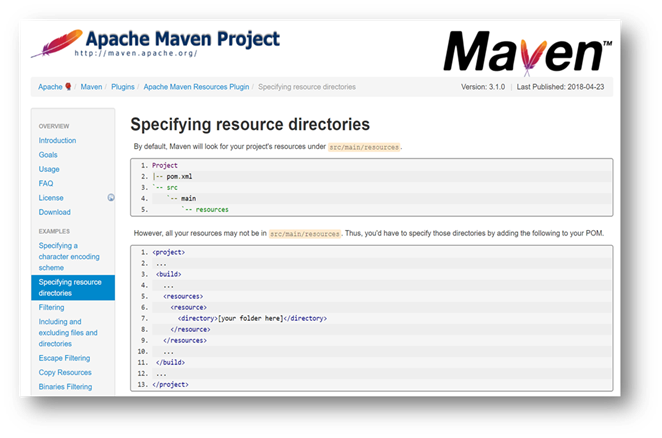 Apache Maven Project
http://maven.apache.org/
Maven™
Apache / Maven / Plugins / Apache Maven Resources Plugin / Specifying resource directories
Version: 3.1.0 | Last Published: 2018-04-23
OVERVIEW
Introduction
Goals
Usage
FAQ
License
Download
EXAMPLES
Specifying a
character encoding
scheme
Specifying resource
directories
Filtering
Including and
excluding files and
directories
Escape Filtering
Copy Resources
Binaries Filtering
Specifying resource directories
By default, Maven will look for your project's resources under src/main/resources.
1. Project
2. |-- pom.xml
3. `-- src
4.     `-- main
5.         `-- resources
However, all your resources may not be in src/main/resources. Thus, you'd have to specify those directories by adding the following to your POM.
1. <project>
2.  ...
3.  <build>
4.    ...
5.    <resources>
6.      <resource>
7.        <directory>[your folder here]</directory>
8.      </resource>
9.    </resources>
10.    ...
11.  </build>
12.  ...
13. </project>